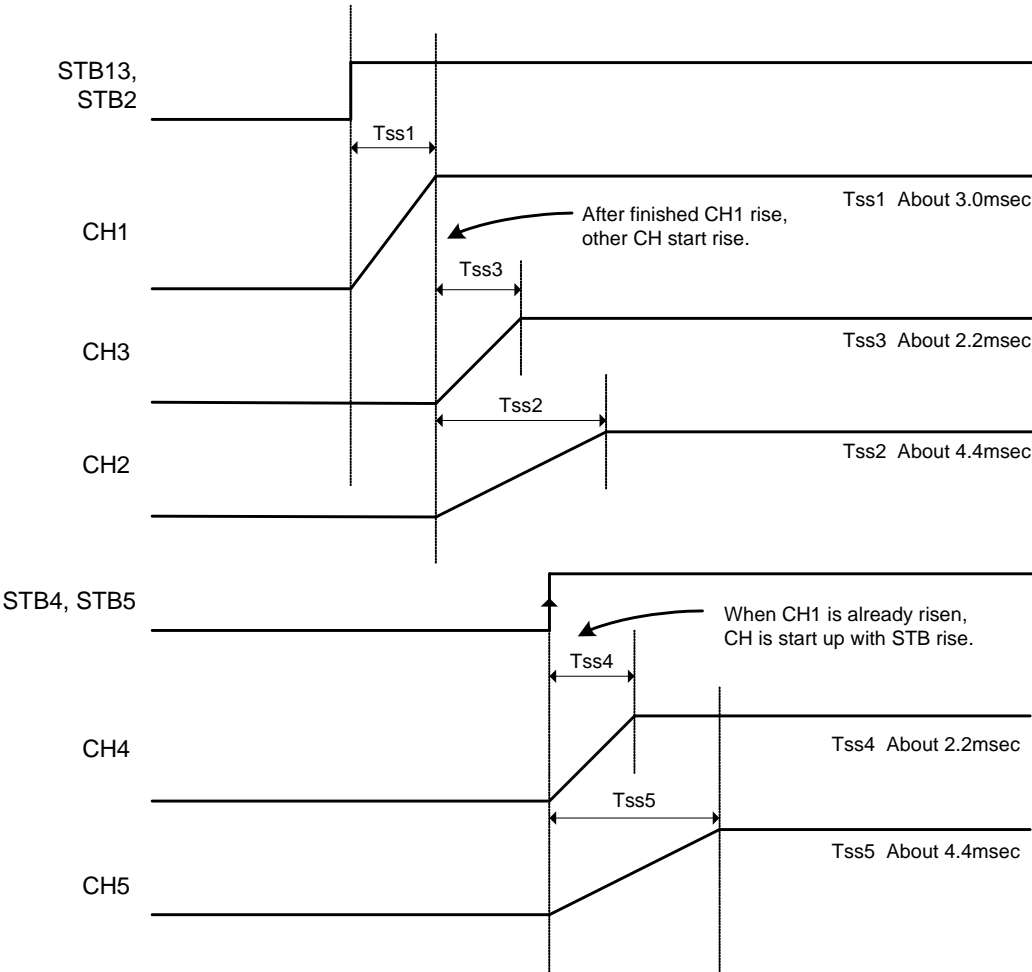 STB13,
STB2
Tss1
Tss1 About 3.0msec
CH1
After finished CH1 rise,
other CH start rise.
Tss3
CH3
Tss3 About 2.2msec
Tss2
CH2
Tss2 About 4.4msec
STB4, STB5
When CH1 is already risen,
CH is start up with STB rise.
Tss4
CH4
Tss4 About 2.2msec
Tss5
CH5
Tss5 About 4.4msec